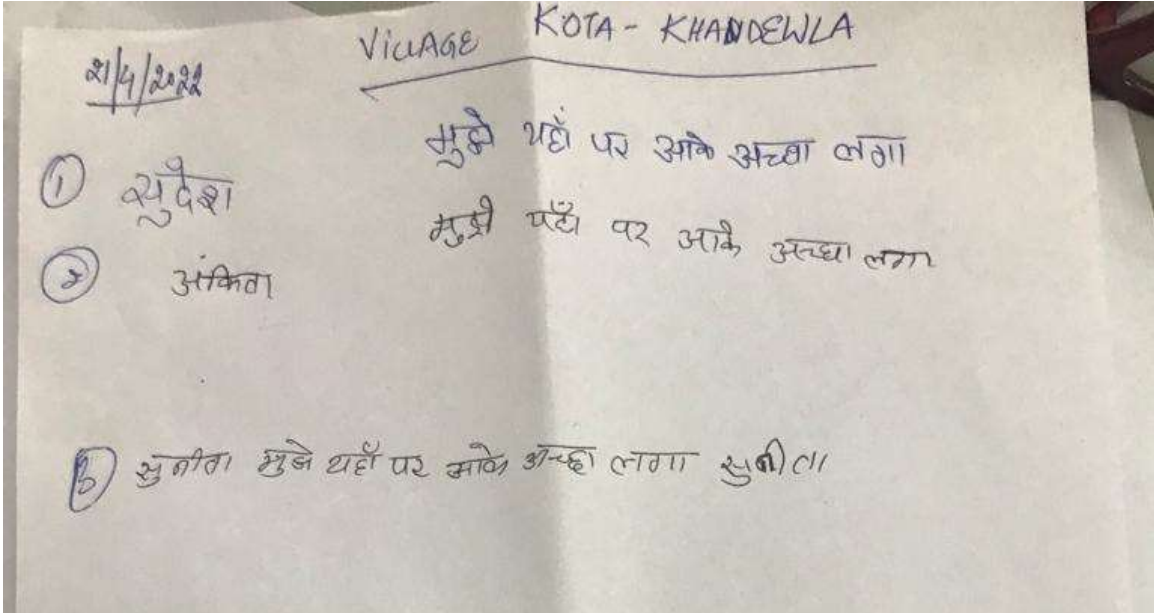 21/4/2022 VILLAGE KOTA - KHANDEWLA
① सुदेश मुझे यहाँ पर आके अच्छा लगा
② अंकिता मुझे यहाँ पर आके अच्छा लगा
③ सुनीता मुझे यहाँ पर आके अच्छा लगा सुनीता